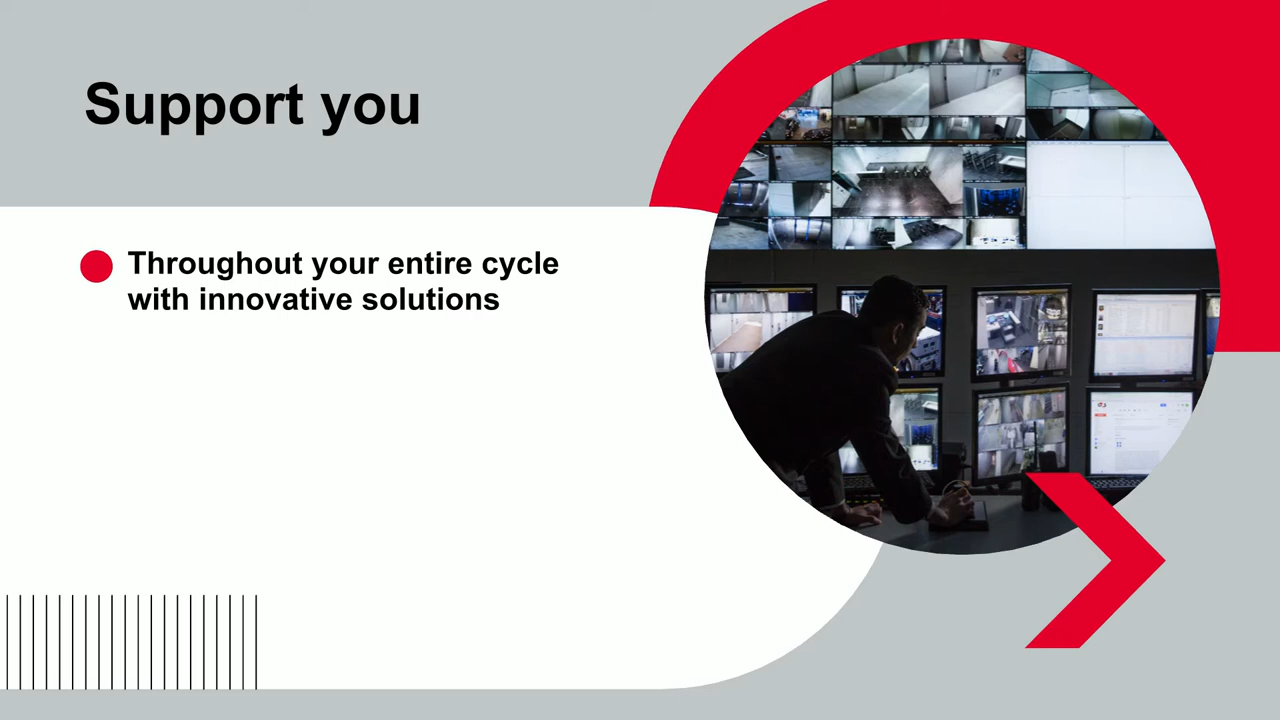 Support you
Throughout your entire cycle
with innovative solutions